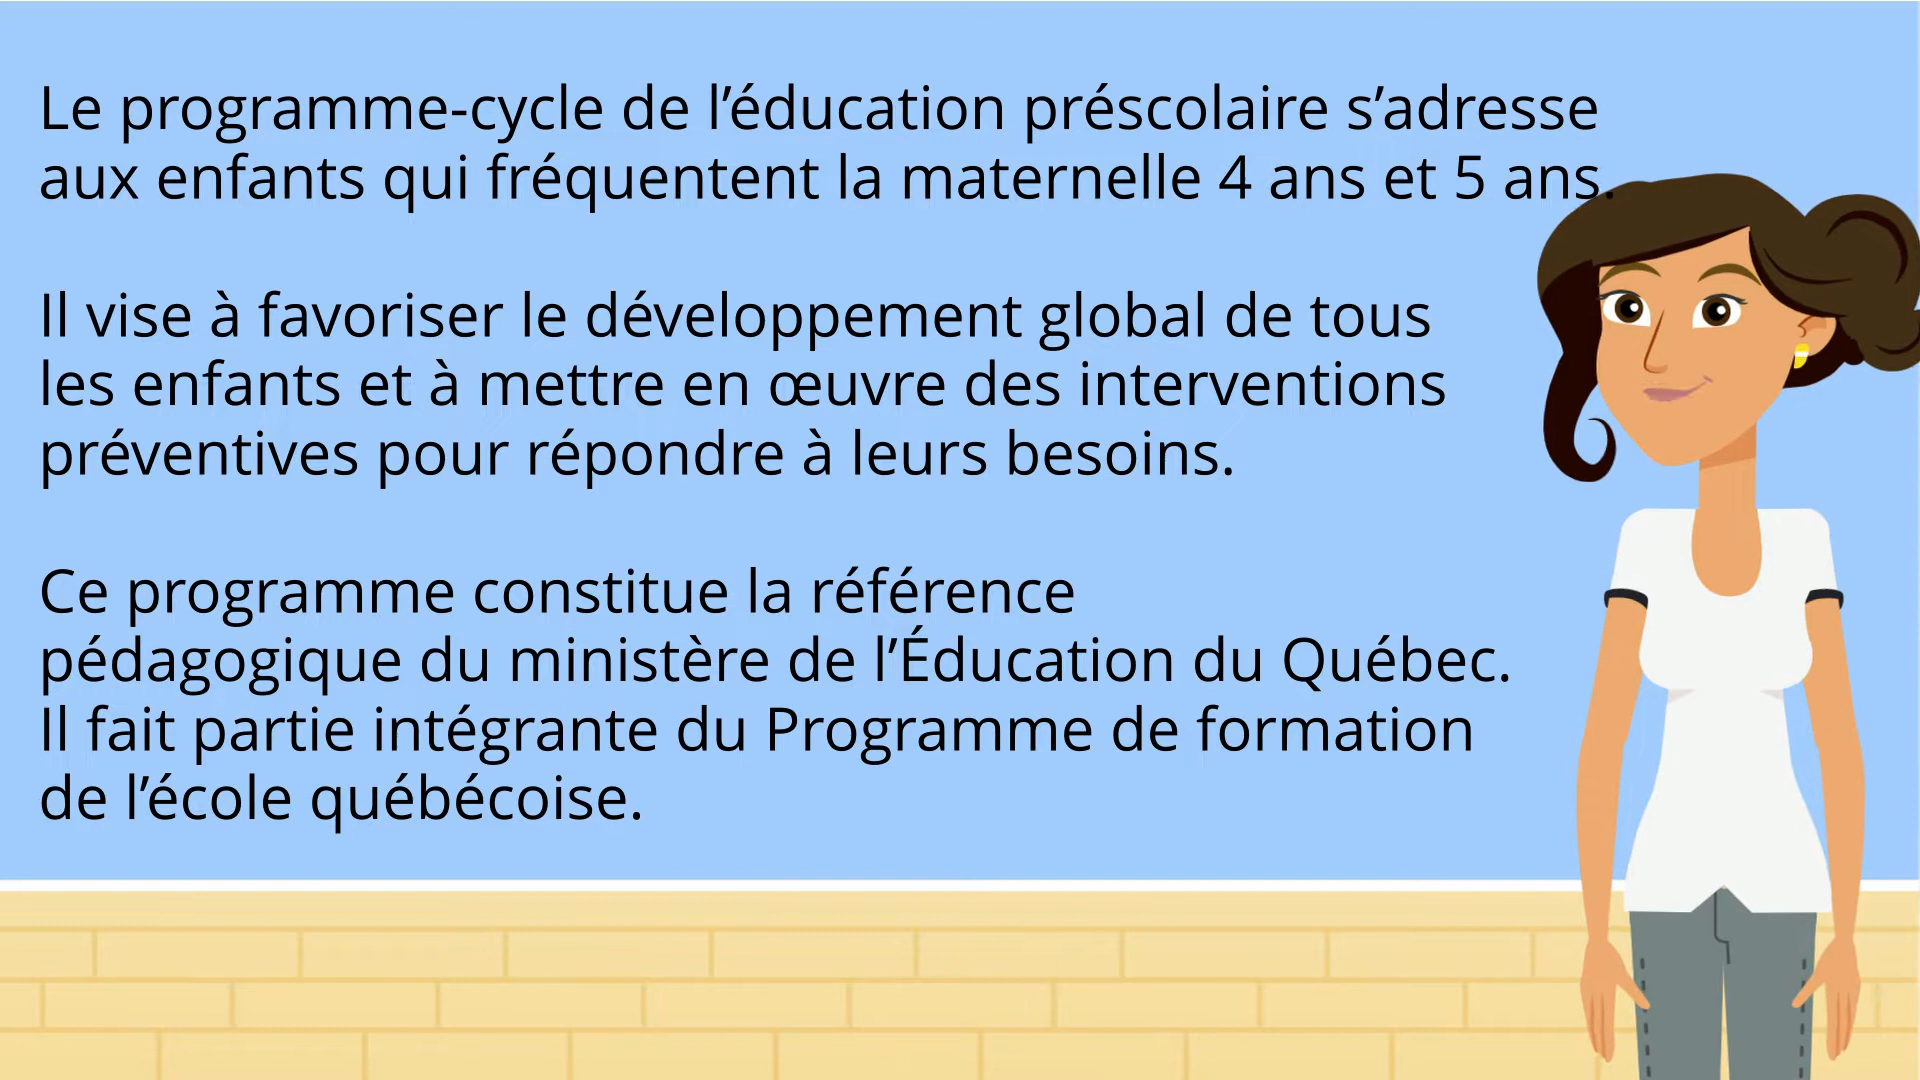 Le programme-cycle de l’éducation préscolaire s’adresse
aux enfants qui fréquentent la maternelle 4 ans et 5 ans.
Il vise à favoriser le développement global de tous
les enfants et à mettre en œuvre des interventions
préventives pour répondre à leurs besoins.
Ce programme constitue la référence
pédagogique du ministère de l’Éducation du Québec.
Il fait partie intégrante du Programme de formation
de l’école québécoise.